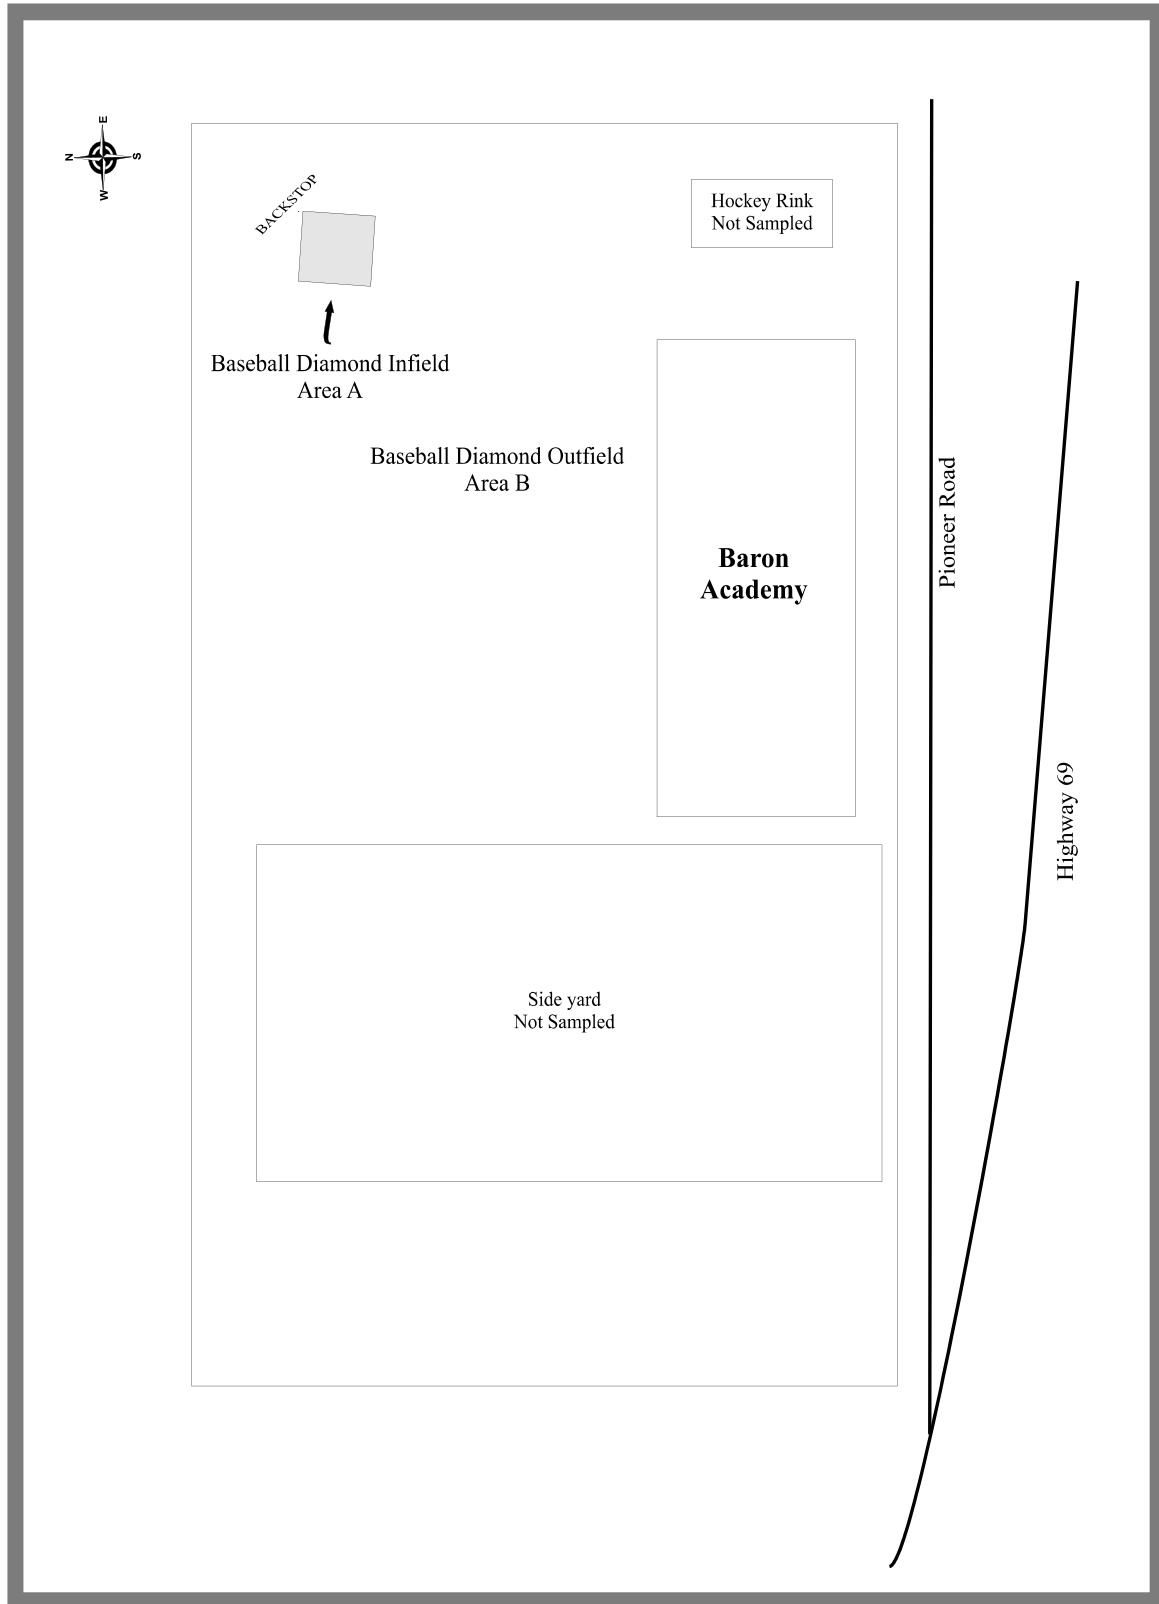 E
N
S
W
BACKSTOP
Hockey Rink
Not Sampled
Baseball Diamond Infield
Area A
Baseball Diamond Outfield
Area B
Baron
Academy
Pioneer Road
Highway 69
Side yard
Not Sampled